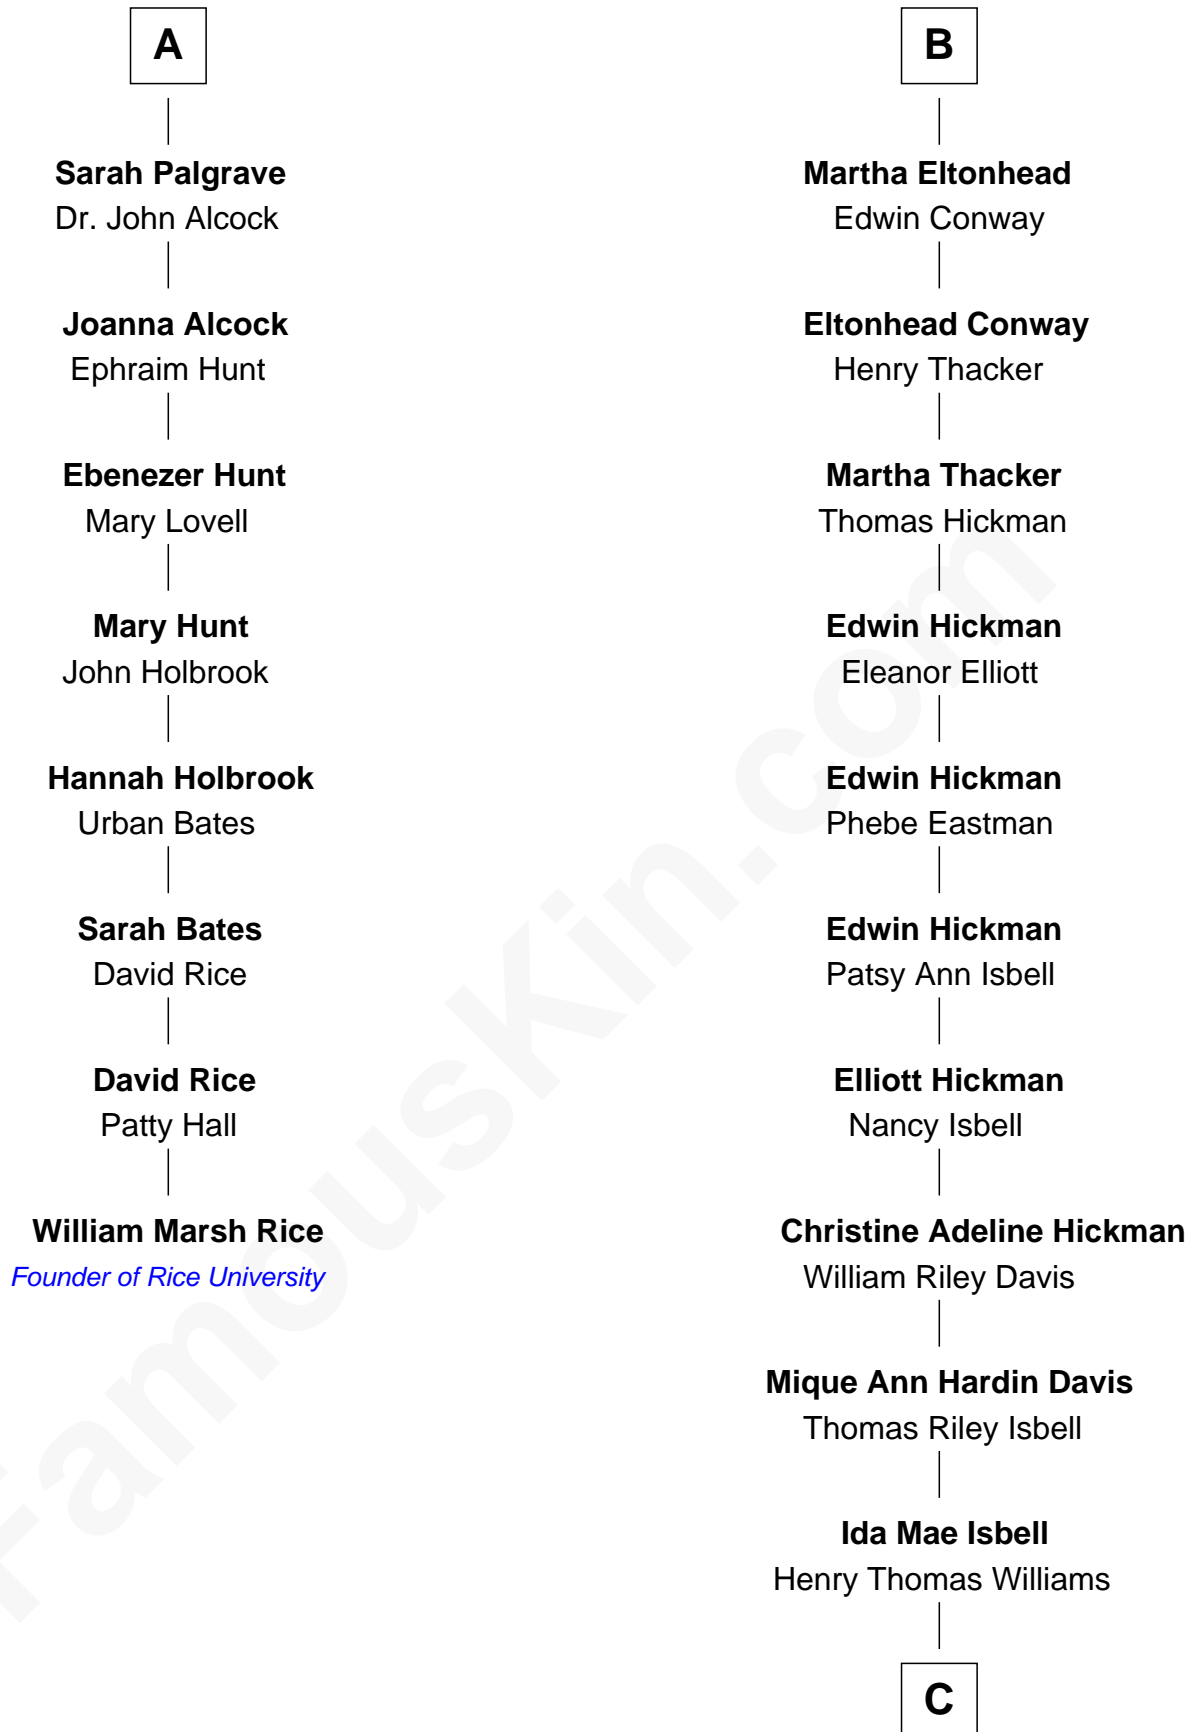 A
Sarah Palgrave
Dr. John Alcock
Joanna Alcock
Ephraim Hunt
Ebenezer Hunt
Mary Lovell
Mary Hunt
John Holbrook
Hannah Holbrook
Urban Bates
Sarah Bates
David Rice
David Rice
Patty Hall
William Marsh Rice
Founder of Rice University
B
Martha Eltonhead
Edwin Conway
Eltonhead Conway
Henry Thacker
Martha Thacker
Thomas Hickman
Edwin Hickman
Eleanor Elliott
Edwin Hickman
Phebe Eastman
Edwin Hickman
Patsy Ann Isbell
Elliott Hickman
Nancy Isbell
Christine Adeline Hickman
William Riley Davis
Mique Ann Hardin Davis
Thomas Riley Isbell
Ida Mae Isbell
Henry Thomas Williams
C
FamousKin.com